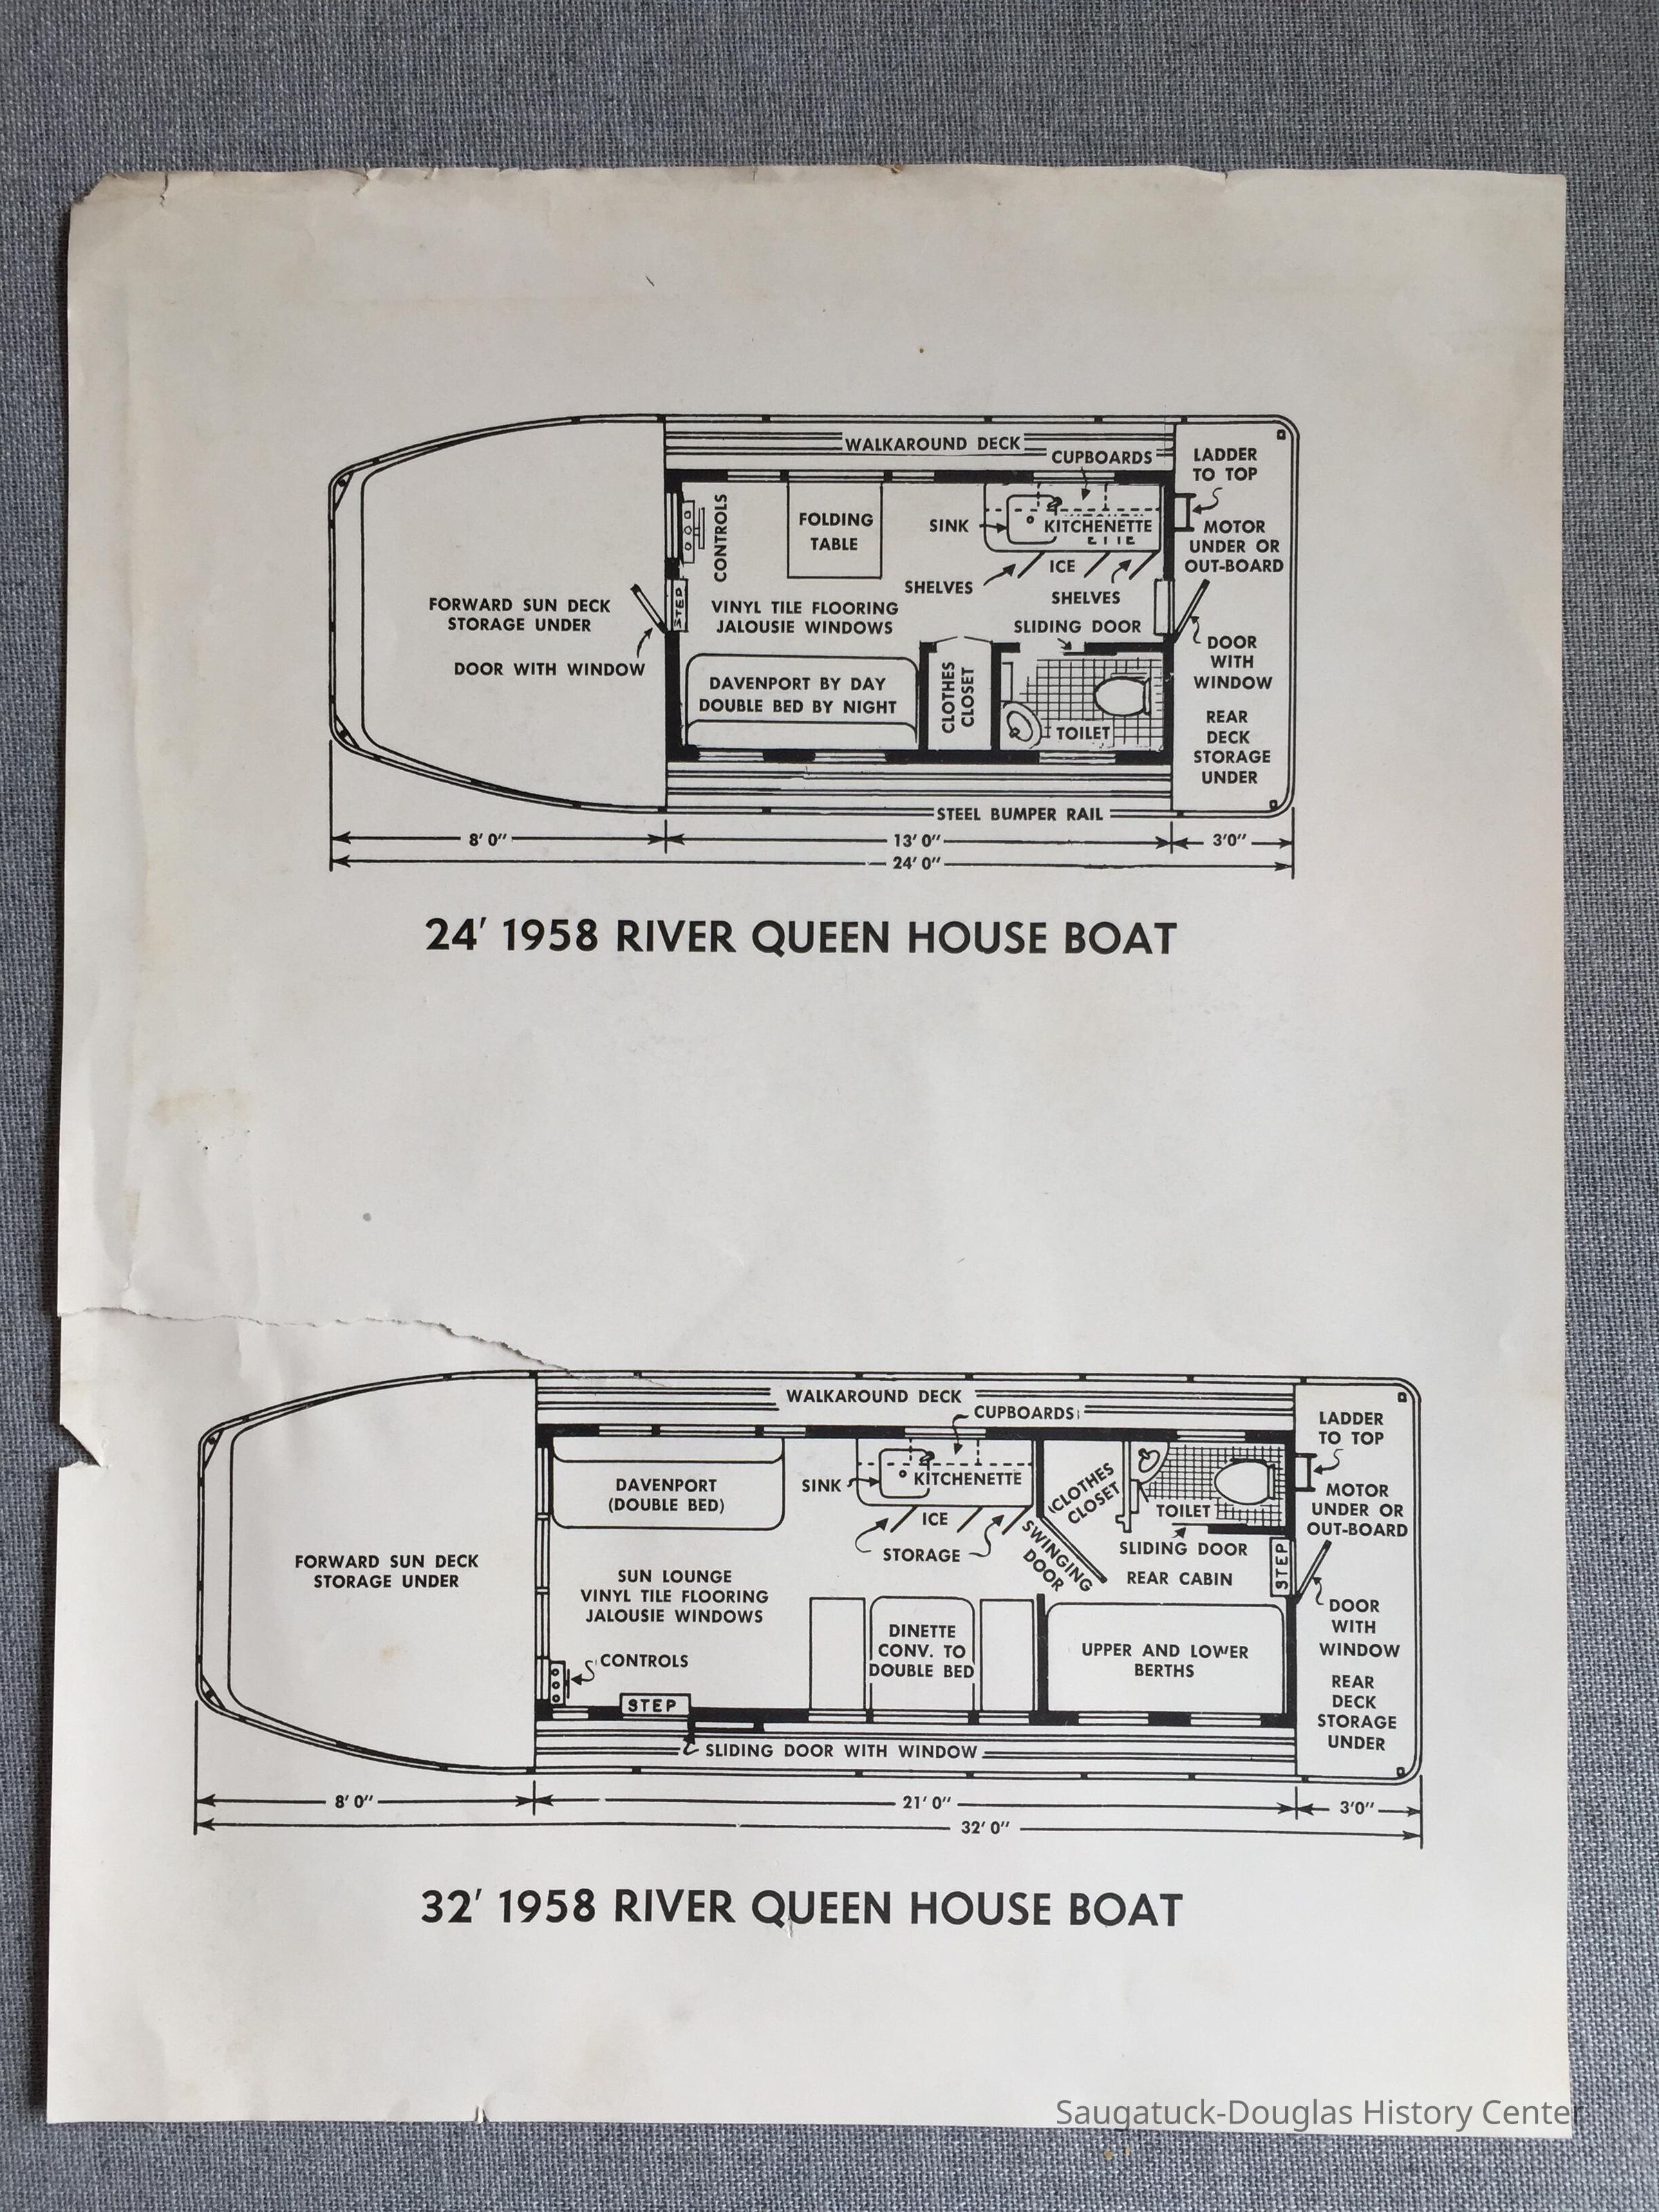 WALKAROUND DECK
CUPBOARDS
LADDER
TO TOP
CONTROLS
FOLDING
TABLE
SINK
KITCHENETTE
ETTE
MOTOR
UNDER OR
OUT-BOARD
SHELVES
ICE
SHELVES
FORWARD SUN DECK
STORAGE UNDER
STEP
VINYL TILE FLOORING
JALOUSIE WINDOWS
SLIDING DOOR
DOOR WITH WINDOW
DOOR
WITH
WINDOW
DAVENPORT BY DAY
DOUBLE BED BY NIGHT
CLOTHES
CLOSET
TOILET
REAR
DECK
STORAGE
UNDER
STEEL BUMPER RAIL
8' 0"
13' 0"
3'0"
24' 0"
24' 1958 RIVER QUEEN HOUSE BOAT
WALKAROUND DECK
CUPBOARDS
LADDER
TO TOP
DAVENPORT
(DOUBLE BED)
SINK
KITCHENETTE
CLOTHES
CLOSET
TOILET
MOTOR
UNDER OR
OUT-BOARD
ICE
STORAGE
SWINGING
DOOR
SLIDING DOOR
REAR CABIN
STEP
FORWARD SUN DECK
STORAGE UNDER
SUN LOUNGE
VINYL TILE FLOORING
JALOUSIE WINDOWS
DINETTE
CONV. TO
DOUBLE BED
UPPER AND LOWER
BERTHS
DOOR
WITH
WINDOW
CONTROLS
STEP
REAR
DECK
STORAGE
UNDER
SLIDING DOOR WITH WINDOW
8' 0"
21' 0"
3'0"
32' 0"
32' 1958 RIVER QUEEN HOUSE BOAT
Saugatuck-Douglas History Center